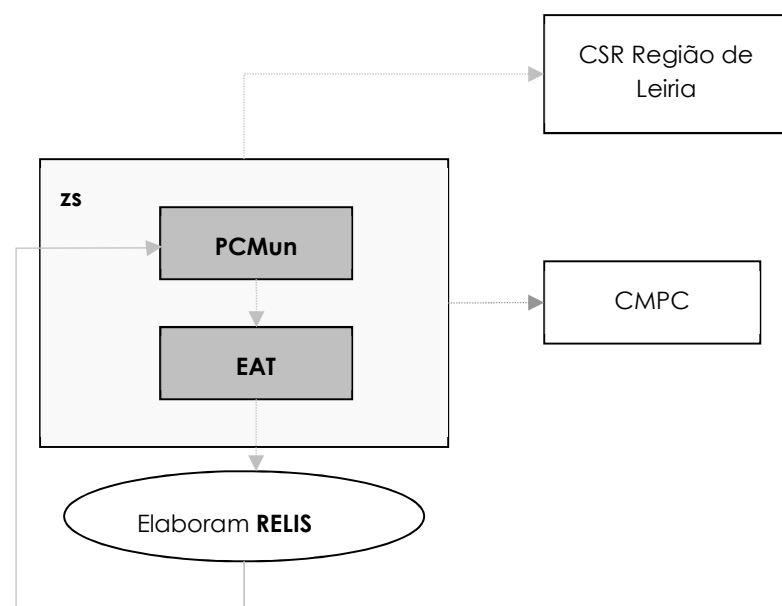 CSR Região de
Leiria
zs
PCMun
CMPC
EAT
Elaboram RELIS